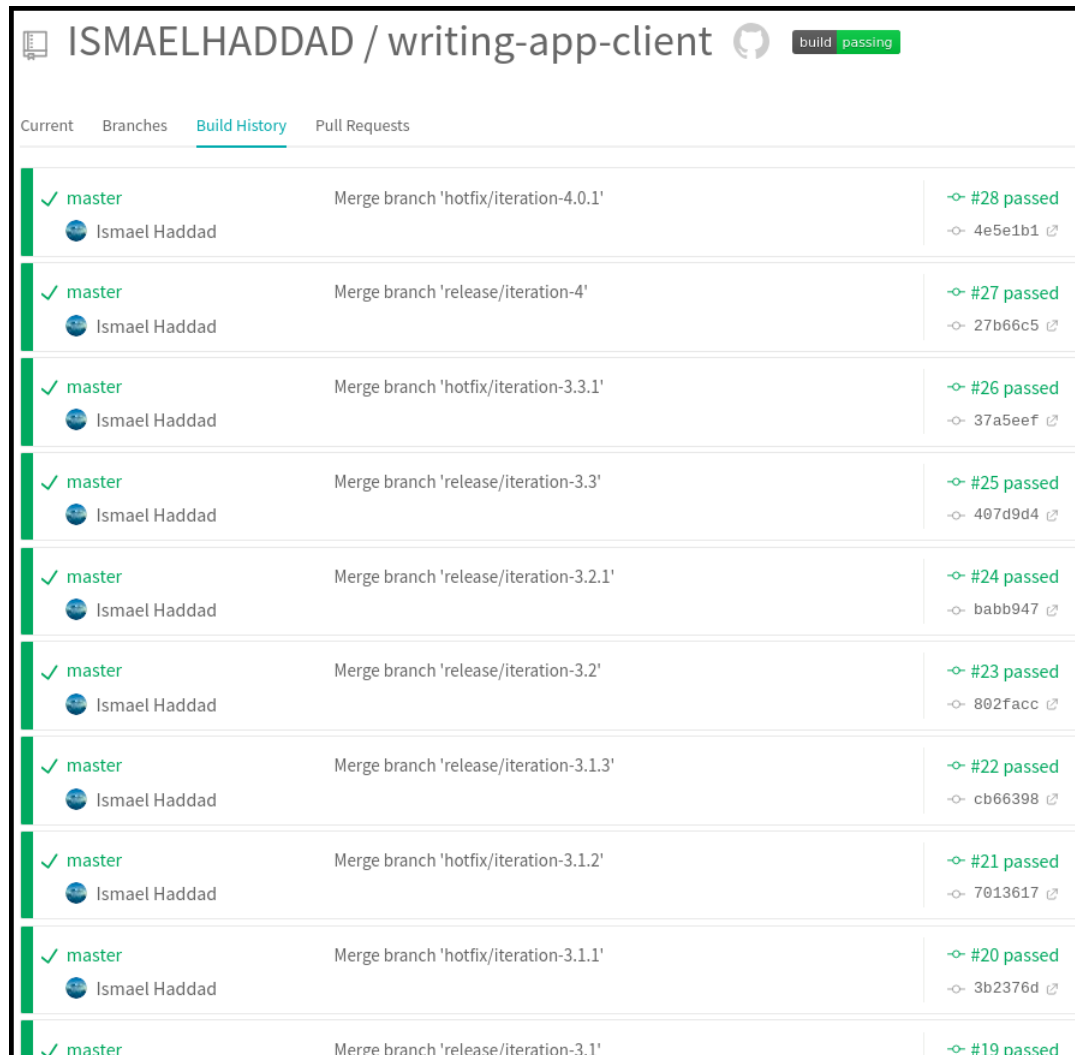 ISMAELHADDAD / writing-app-client build passing
Current Branches Build History Pull Requests
master Merge branch 'hotfix/iteration-4.0.1' #28 passed
Ismael Haddad 4e5e1b1
master Merge branch 'release/iteration-4' #27 passed
Ismael Haddad 27b66c5
master Merge branch 'hotfix/iteration-3.3.1' #26 passed
Ismael Haddad 37a5eef
master Merge branch 'release/iteration-3.3' #25 passed
Ismael Haddad 407d9d4
master Merge branch 'release/iteration-3.2.1' #24 passed
Ismael Haddad babb947
master Merge branch 'release/iteration-3.2' #23 passed
Ismael Haddad 802facc
master Merge branch 'release/iteration-3.1.3' #22 passed
Ismael Haddad cb66398
master Merge branch 'hotfix/iteration-3.1.2' #21 passed
Ismael Haddad 7013617
master Merge branch 'hotfix/iteration-3.1.1' #20 passed
Ismael Haddad 3b2376d
master Merge branch 'release/iteration-3.1' #19 passed